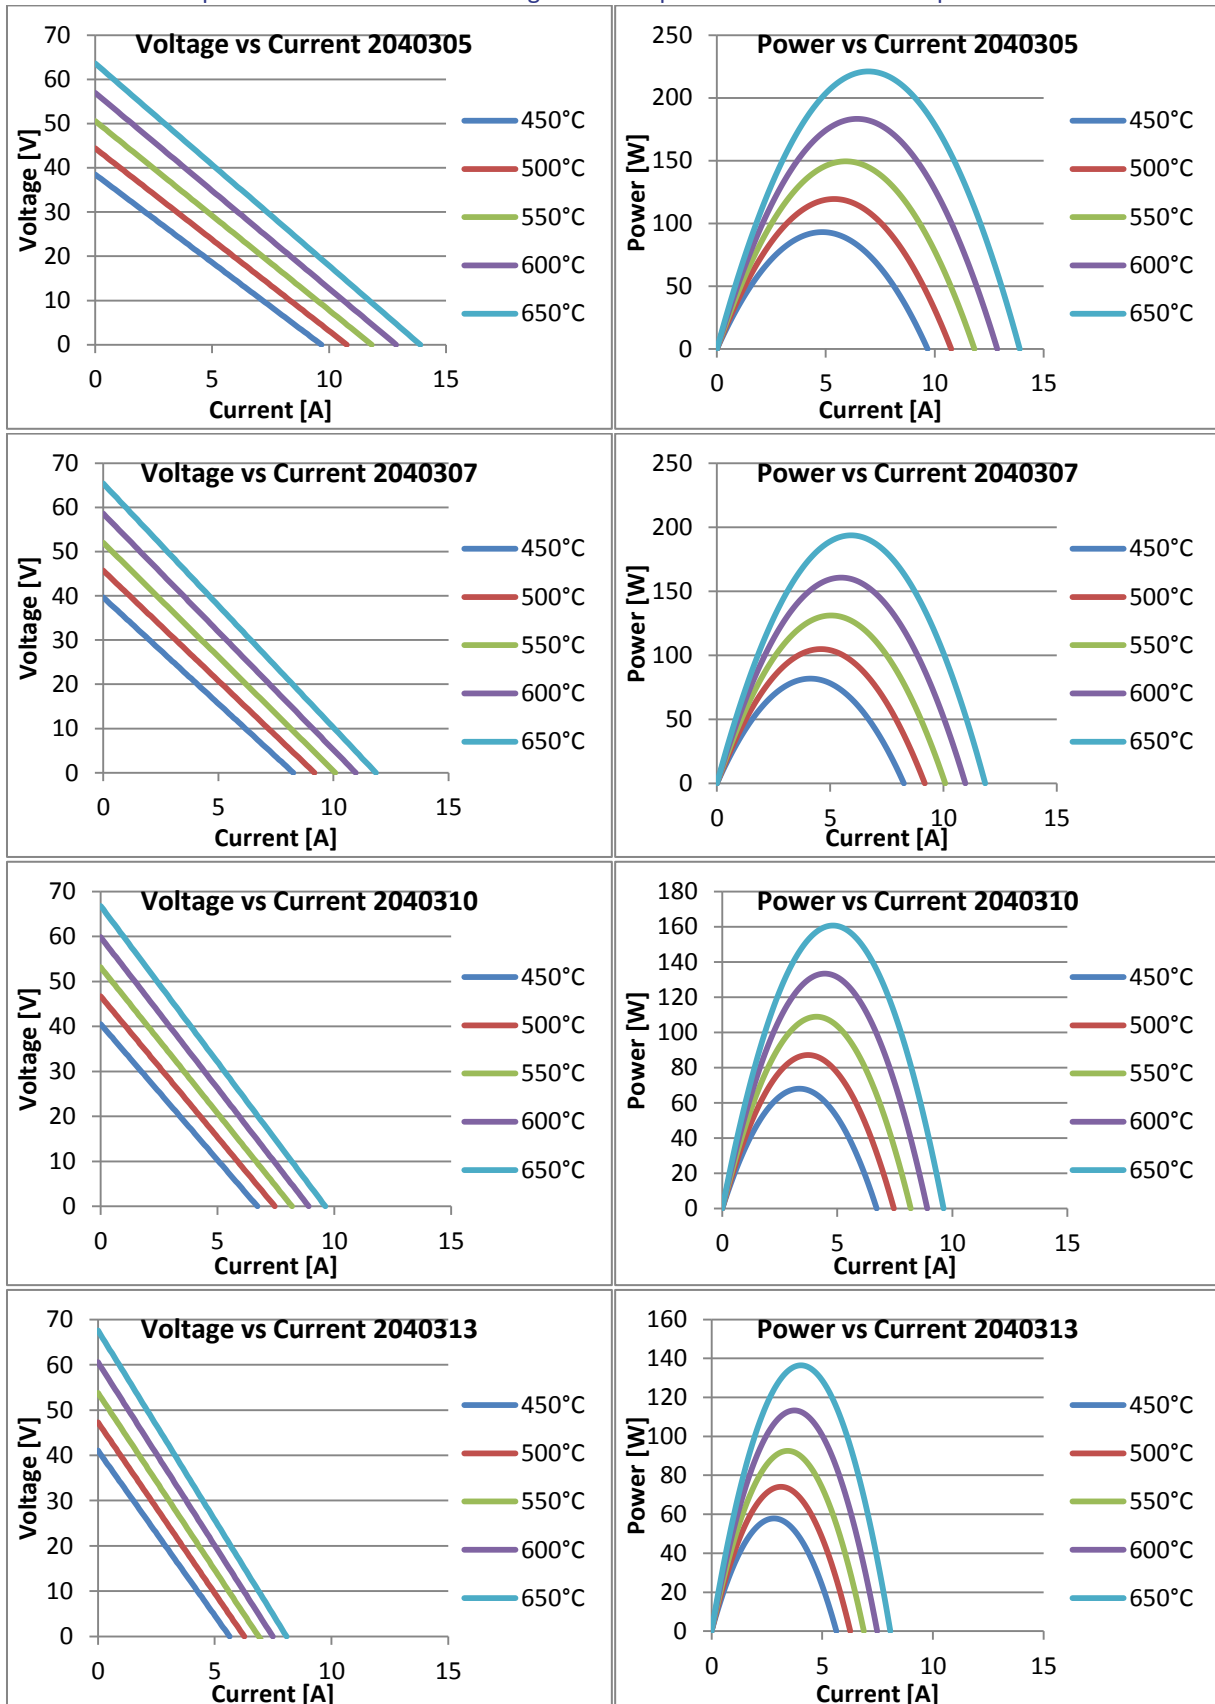 Voltage vs Current 2040305
70
60
50
40
30
20
10
0
Voltage [V]
0 5 10 15
Current [A]
450°C
500°C
550°C
600°C
650°C
Power vs Current 2040305
250
200
150
100
50
0
Power [W]
0 5 10 15
Current [A]
450°C
500°C
550°C
600°C
650°C
Voltage vs Current 2040307
70
60
50
40
30
20
10
0
Voltage [V]
0 5 10 15
Current [A]
450°C
500°C
550°C
600°C
650°C
Power vs Current 2040307
250
200
150
100
50
0
Power [W]
0 5 10 15
Current [A]
450°C
500°C
550°C
600°C
650°C
Voltage vs Current 2040310
70
60
50
40
30
20
10
0
Voltage [V]
0 5 10 15
Current [A]
450°C
500°C
550°C
600°C
650°C
Power vs Current 2040310
180
160
140
120
100
80
60
40
20
0
Power [W]
0 5 10 15
Current [A]
450°C
500°C
550°C
600°C
650°C
Voltage vs Current 2040313
70
60
50
40
30
20
10
0
Voltage [V]
0 5 10 15
Current [A]
450°C
500°C
550°C
600°C
650°C
Power vs Current 2040313
160
140
120
100
80
60
40
20
0
Power [W]
0 5 10 15
Current [A]
450°C
500°C
550°C
600°C
650°C